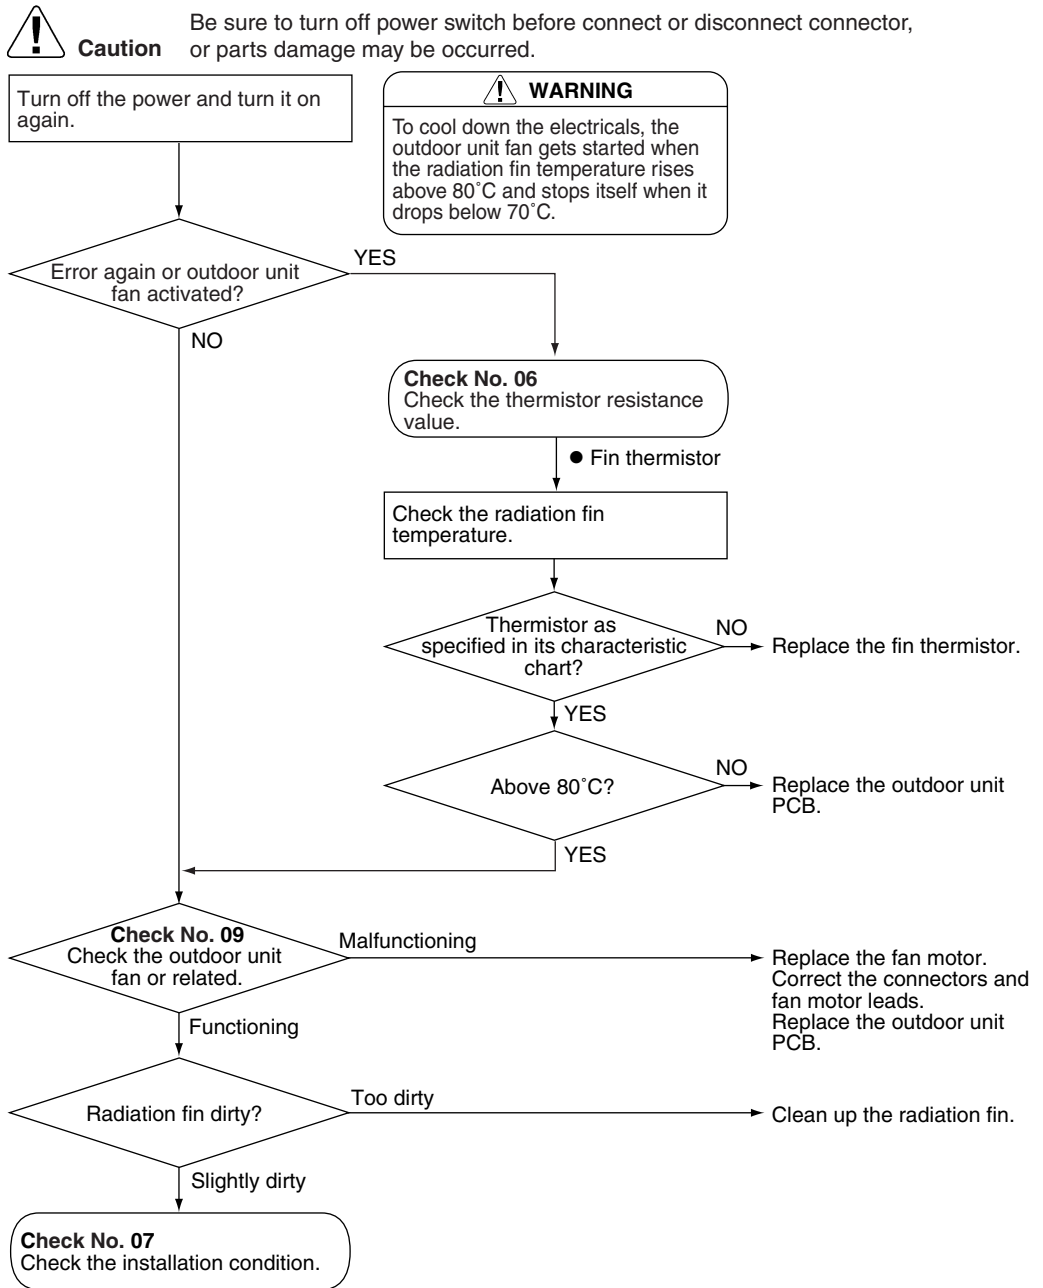 Be sure to turn off power switch before connect or disconnect connector,
Caution or parts damage may be occurred.
Turn off the power and turn it on
again.
WARNING
To cool down the electricals, the
outdoor unit fan gets started when
the radiation fin temperature rises
above 80˚C and stops itself when it
drops below 70˚C.
Error again or outdoor unit
fan activated?
YES
NO
Check No. 06
Check the thermistor resistance
value.
● Fin thermistor
Check the radiation fin
temperature.
Thermistor as
specified in its characteristic
chart?
NO
Replace the fin thermistor.
YES
Above 80˚C?
NO
Replace the outdoor unit
PCB.
YES
Check No. 09
Check the outdoor unit
fan or related.
Malfunctioning
Replace the fan motor.
Correct the connectors and
fan motor leads.
Replace the outdoor unit
PCB.
Functioning
Radiation fin dirty?
Too dirty
Clean up the radiation fin.
Slightly dirty
Check No. 07
Check the installation condition.